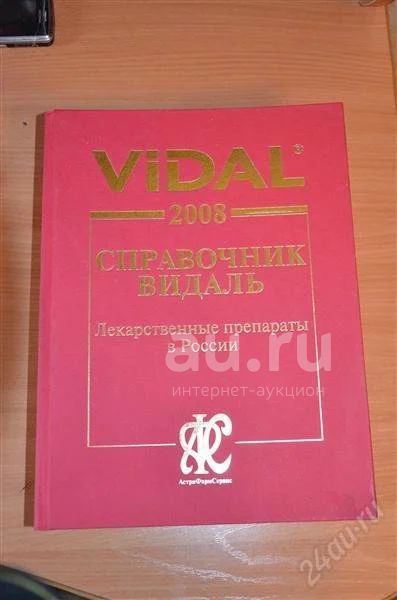 ViDAL®
2008
СПРАВОЧНИК
ВИДАЛЬ
Лекарственные препараты
в России
au.ru
интернет-аукцион
АстраФармСервис
24au.ru